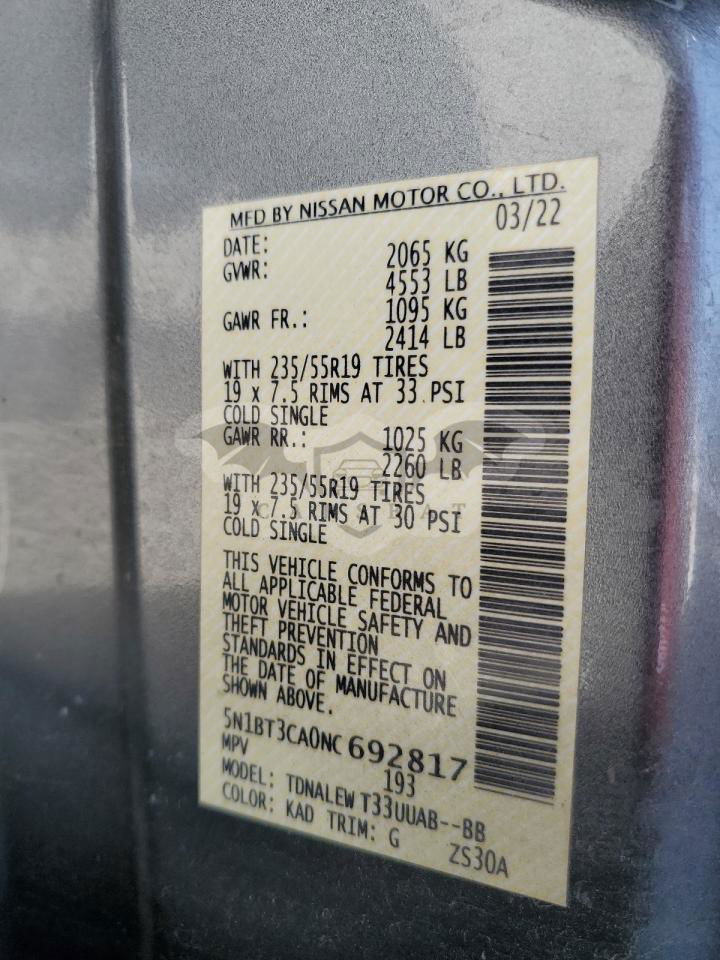 MFD BY NISSAN MOTOR CO., LTD.
DATE: 03/22
GVWR: 2065 KG
4553 LB
GAWR FR.: 1095 KG
2414 LB
WITH 235/55R19 TIRES
19 x 7.5 RIMS AT 33 PSI
COLD SINGLE
GAWR RR.: 1025 KG
2260 LB
WITH 235/55R19 TIRES
19 x 7.5 RIMS AT 30 PSI
COLD SINGLE
THIS VEHICLE CONFORMS TO
ALL APPLICABLE FEDERAL
MOTOR VEHICLE SAFETY AND
THEFT PREVENTION
STANDARDS IN EFFECT ON
THE DATE OF MANUFACTURE
SHOWN ABOVE.
5N1BT3CA0NC692817
MPV 193
MODEL: TDNALEW T33UUAB--BB
COLOR: KAD TRIM: G ZS30A